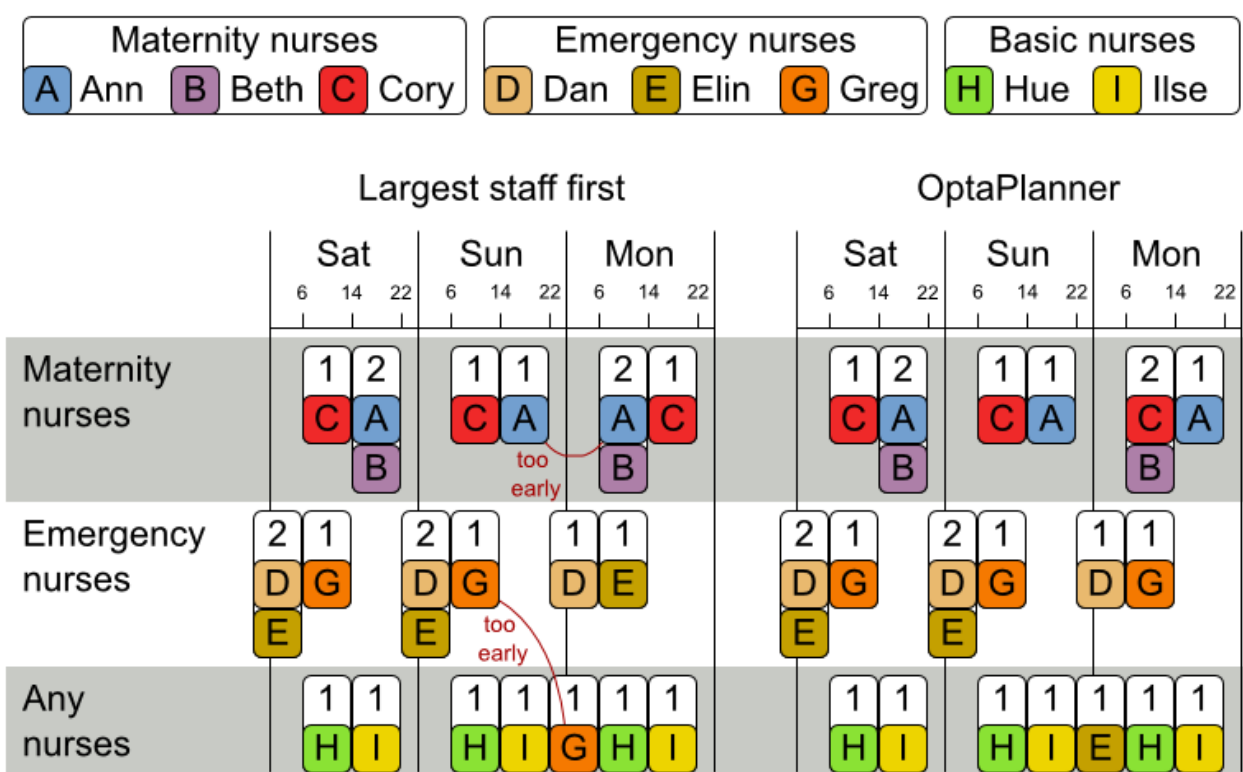 Maternity nurses Emergency nurses Basic nurses
A Ann B Beth C Cory D Dan E Elin G Greg H Hue I Ilse
Largest staff first OptaPlanner
Sat Sun Mon Sat Sun Mon
6 14 22 6 14 22 6 14 22 6 14 22 6 14 22 6 14 22
Maternity 1 2 1 1 2 1 1 2 1 1 2 1
nurses C A C A A C C A C A C A
too B B B B
early
Emergency 2 1 2 1 1 1 2 1 2 1 1 1
nurses D G D G D E D G D G D G
E E too E E
early
Any 1 1 1 1 1 1 1 1 1 1 1 1 1 1
nurses H I H I G H I H I H I E H I